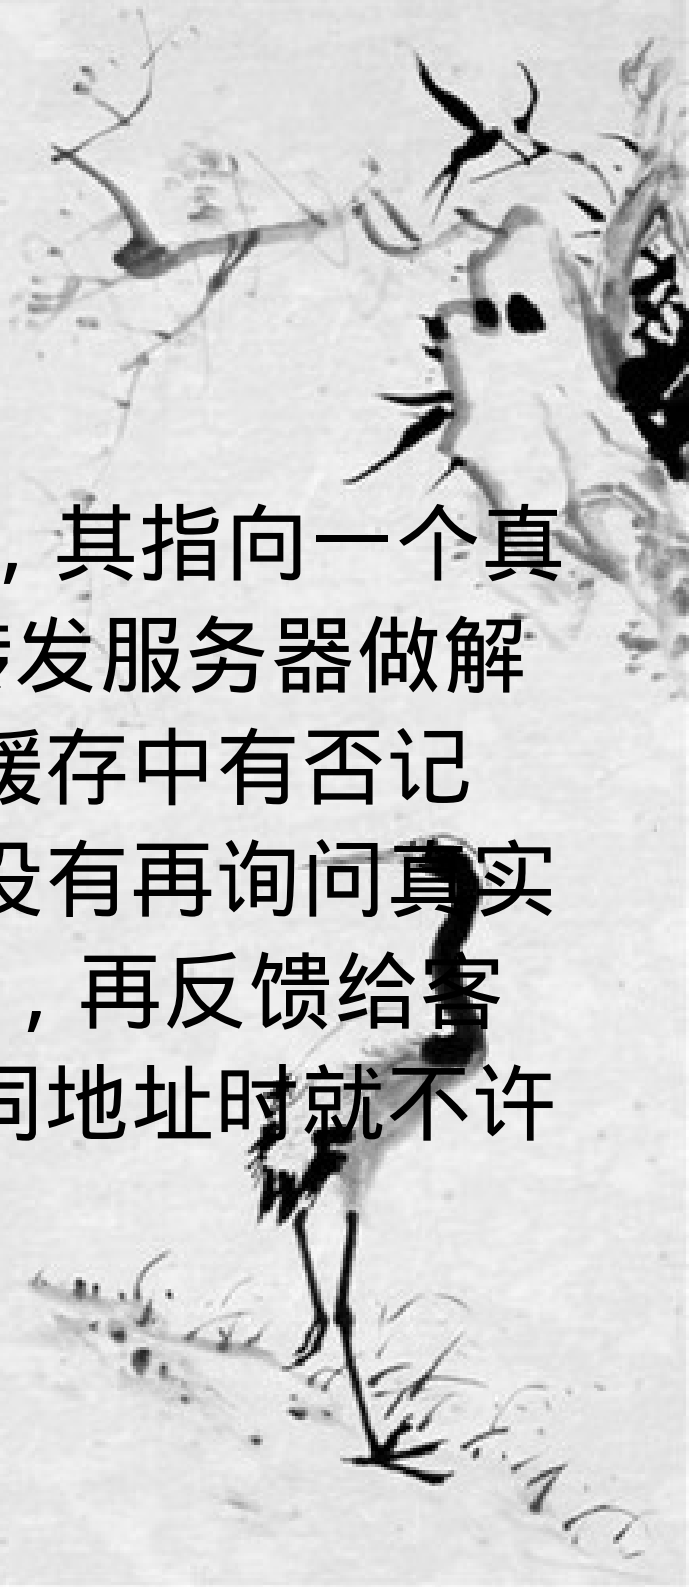 ，其指向一个真
转发服务器做解
缓存中有否记
没有再询问真实
，再反馈给客
同地址时就不许